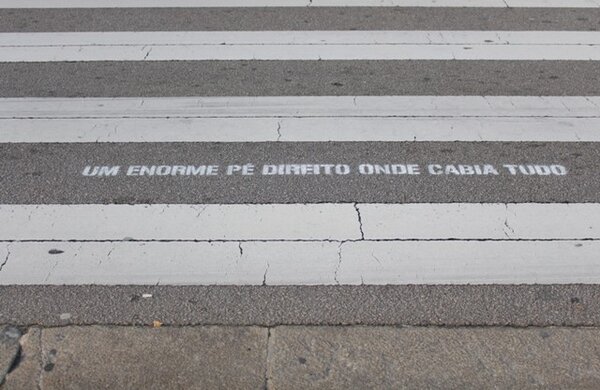 UM ENORME PÉ DIREITO ONDE CABIA TUDO